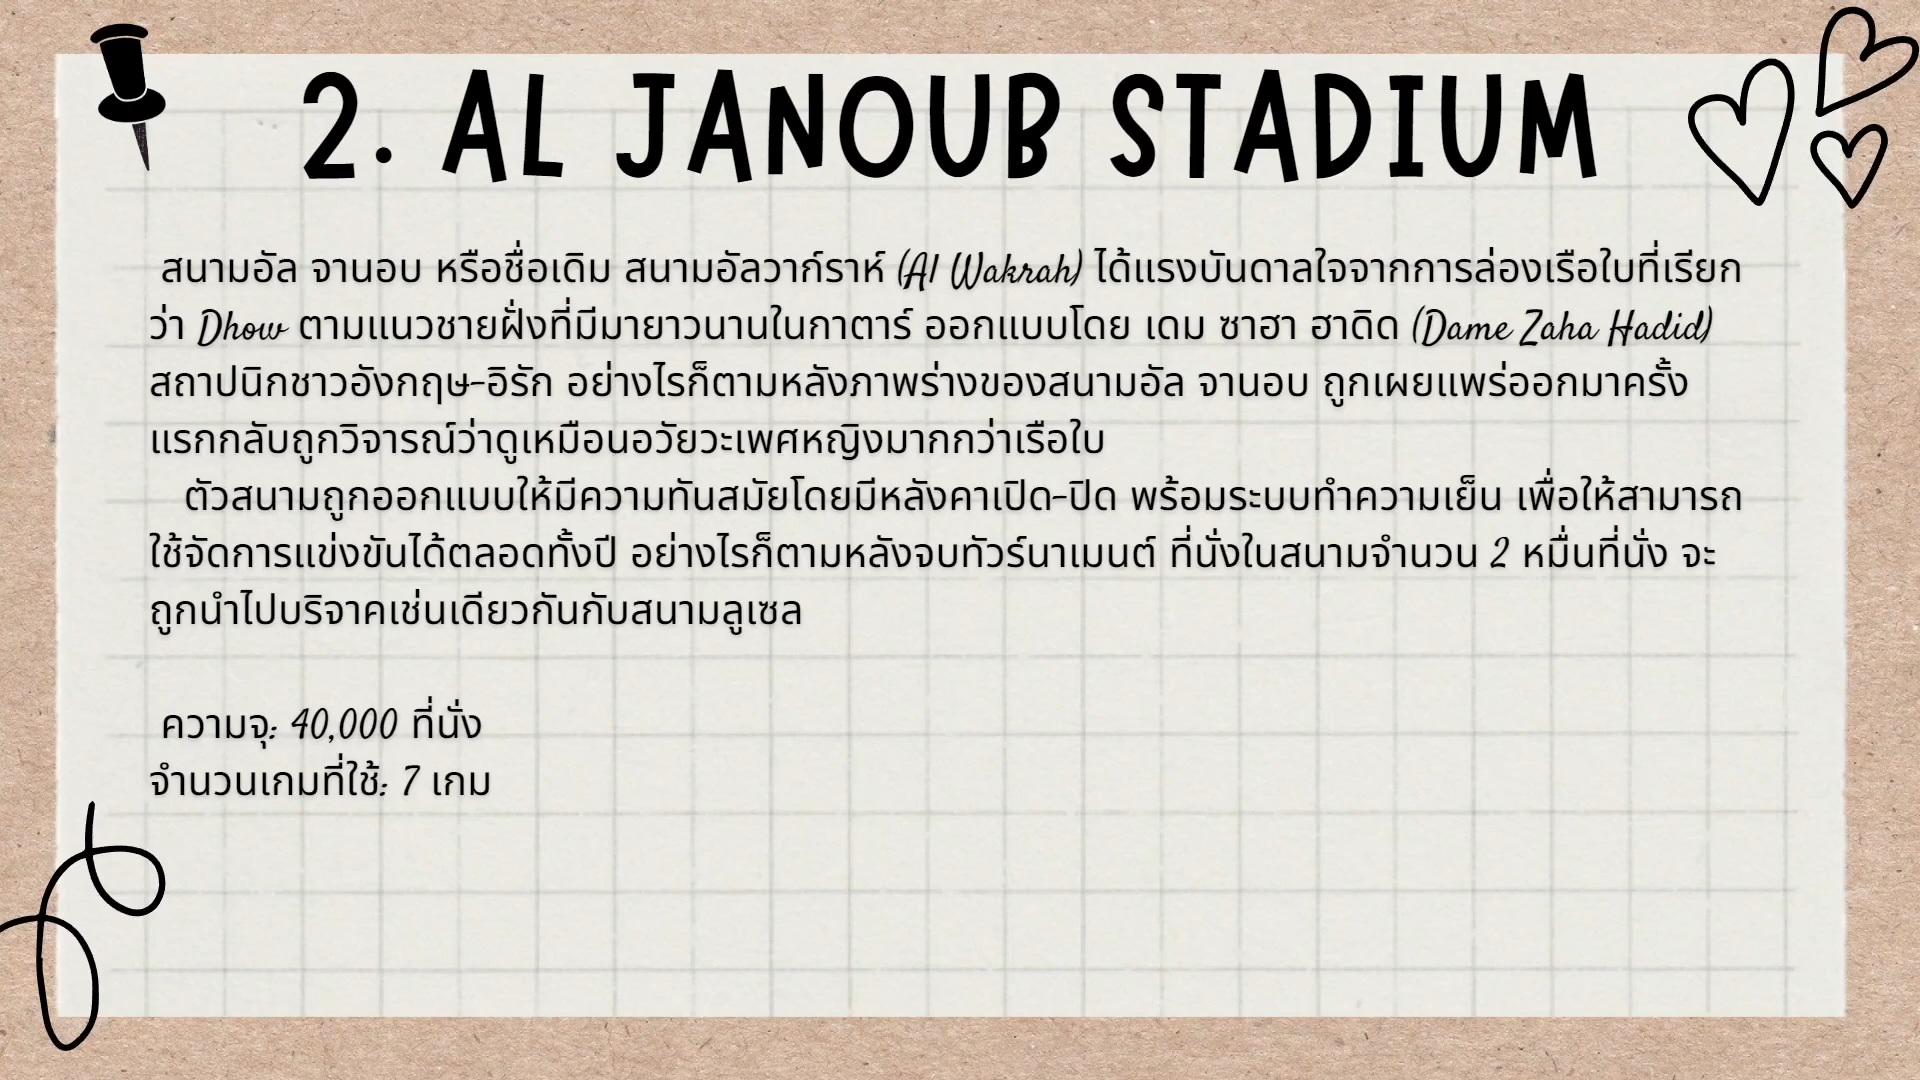 2. AL JANOUB STADIUM
สนามอัล จานอบ หรือชื่อเดิม สนามอัลวาก์ราห์ (Al Wakrah) ได้แรงบันดาลใจจากการล่องเรือใบที่เรียก
ว่า Dhow ตามแนวชายฝั่งที่มีมายาวนานในกาตาร์ ออกแบบโดย เดม ซาฮา ฮาดิด (Dame Zaha Hadid)
สถาปนิกชาวอังกฤษ-อิรัก อย่างไรก็ตามหลังภาพร่างของสนามอัล จานอบ ถูกเผยแพร่ออกมาครั้ง
แรกกลับถูกวิจารณ์ว่าดูเหมือนอวัยวะเพศหญิงมากกว่าเรือใบ
ตัวสนามถูกออกแบบให้มีความทันสมัยโดยมีหลังคาเปิด-ปิด พร้อมระบบทำความเย็น เพื่อให้สามารถ
ใช้จัดการแข่งขันได้ตลอดทั้งปี อย่างไรก็ตามหลังจบทัวร์นาเมนต์ ที่นั่งในสนามจำนวน 2 หมื่นที่นั่ง จะ
ถูกนำไปบริจาคเช่นเดียวกันกับสนามลูเซล
ความจุ: 40,000 ที่นั่ง
จำนวนเกมที่ใช้: 7 เกม